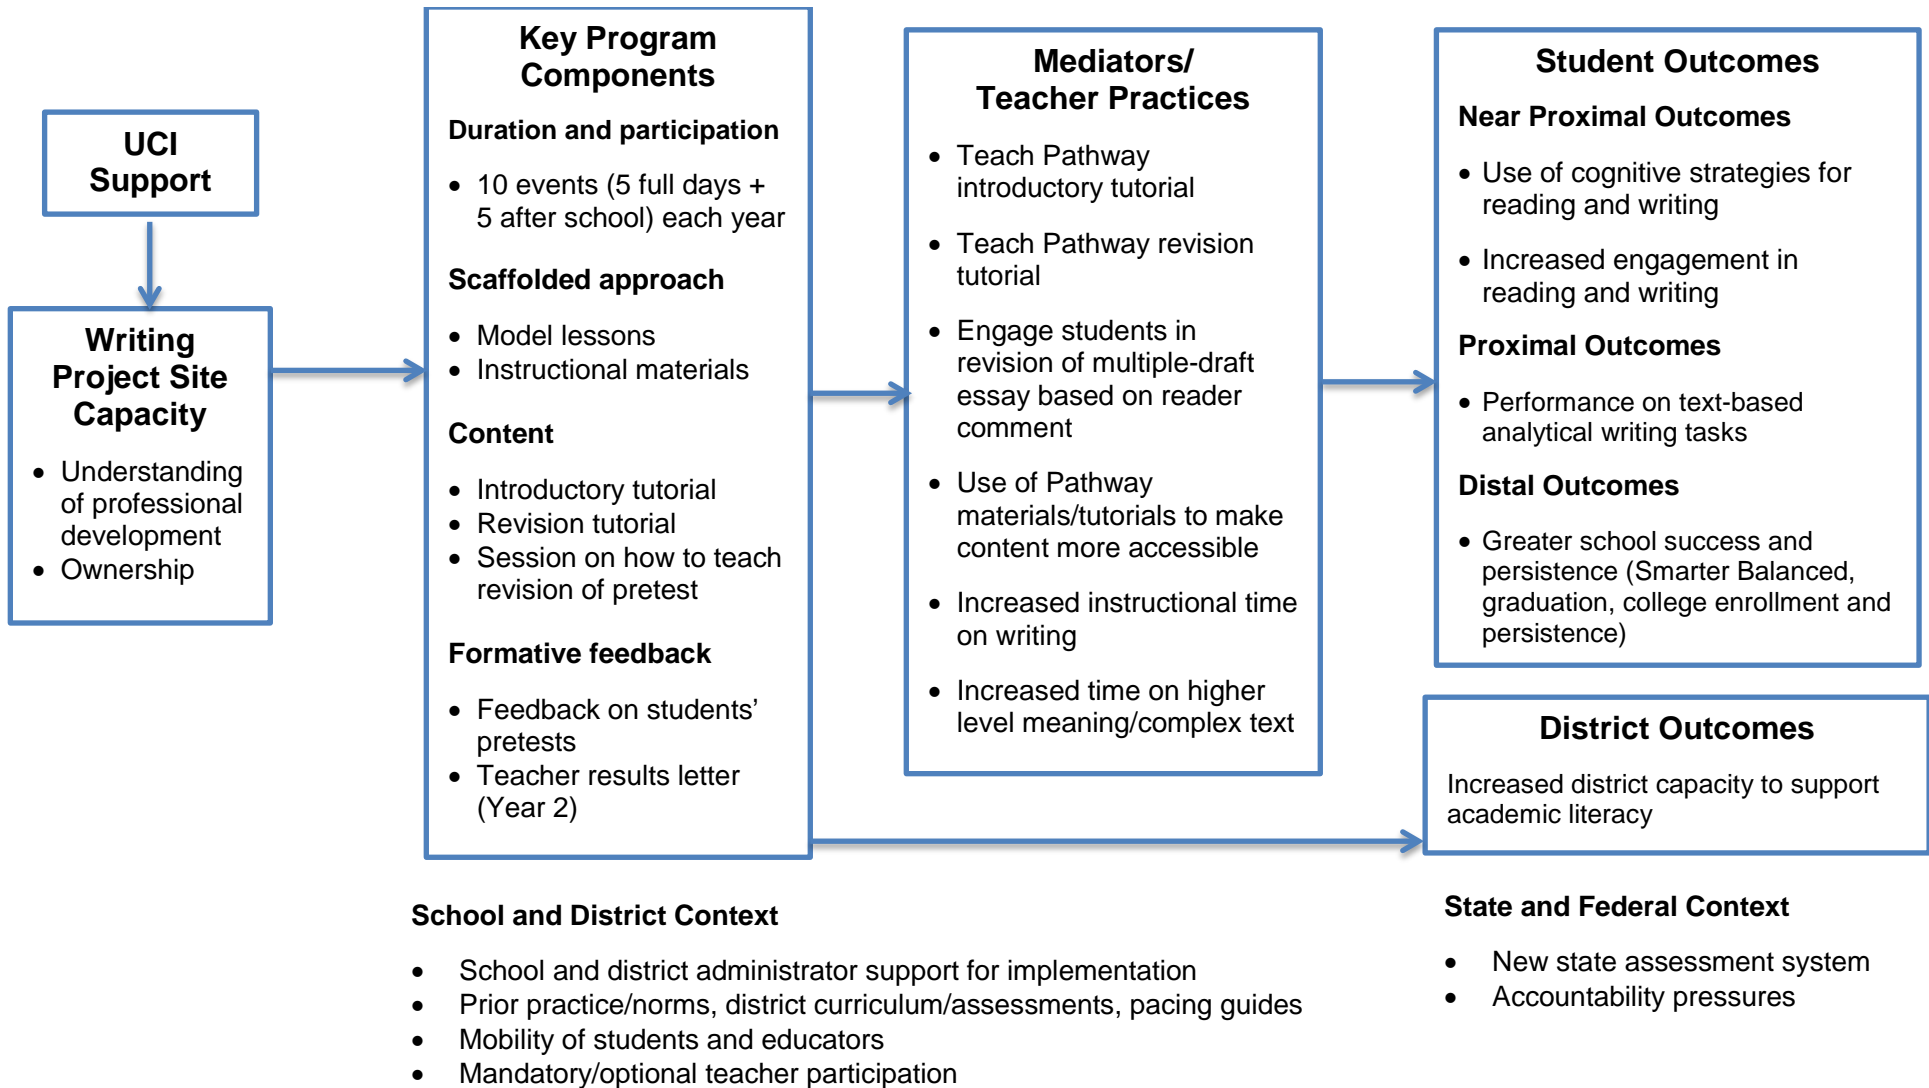 UCI
Support
Writing
Project Site
Capacity
• Understanding
of professional
development
• Ownership
Key Program
Components
Duration and participation
• 10 events (5 full days +
5 after school) each year
Scaffolded approach
• Model lessons
• Instructional materials
Content
• Introductory tutorial
• Revision tutorial
• Session on how to teach
revision of pretest
Formative feedback
• Feedback on students’
pretests
• Teacher results letter
(Year 2)
Mediators/
Teacher Practices
• Teach Pathway
introductory tutorial
• Teach Pathway revision
tutorial
• Engage students in
revision of multiple-draft
essay based on reader
comment
• Use of Pathway
materials/tutorials to make
content more accessible
• Increased instructional time
on writing
• Increased time on higher
level meaning/complex text
Student Outcomes
Near Proximal Outcomes
• Use of cognitive strategies for
reading and writing
• Increased engagement in
reading and writing
Proximal Outcomes
• Performance on text-based
analytical writing tasks
Distal Outcomes
• Greater school success and
persistence (Smarter Balanced,
graduation, college enrollment and
persistence)
District Outcomes
Increased district capacity to support
academic literacy
School and District Context
• School and district administrator support for implementation
• Prior practice/norms, district curriculum/assessments, pacing guides
• Mobility of students and educators
• Mandatory/optional teacher participation
State and Federal Context
• New state assessment system
• Accountability pressures